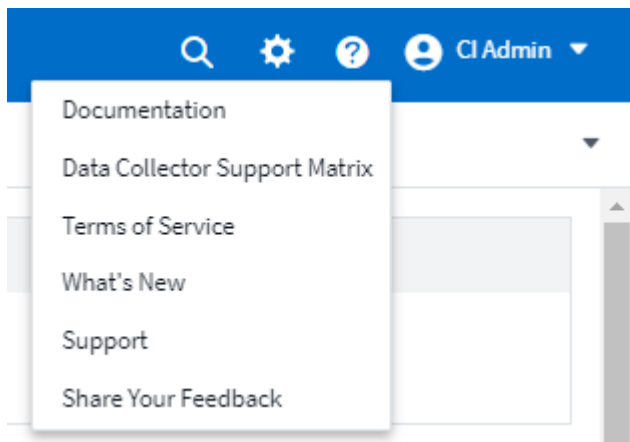 CI Admin
Documentation
Data Collector Support Matrix
Terms of Service
What's New
Support
Share Your Feedback